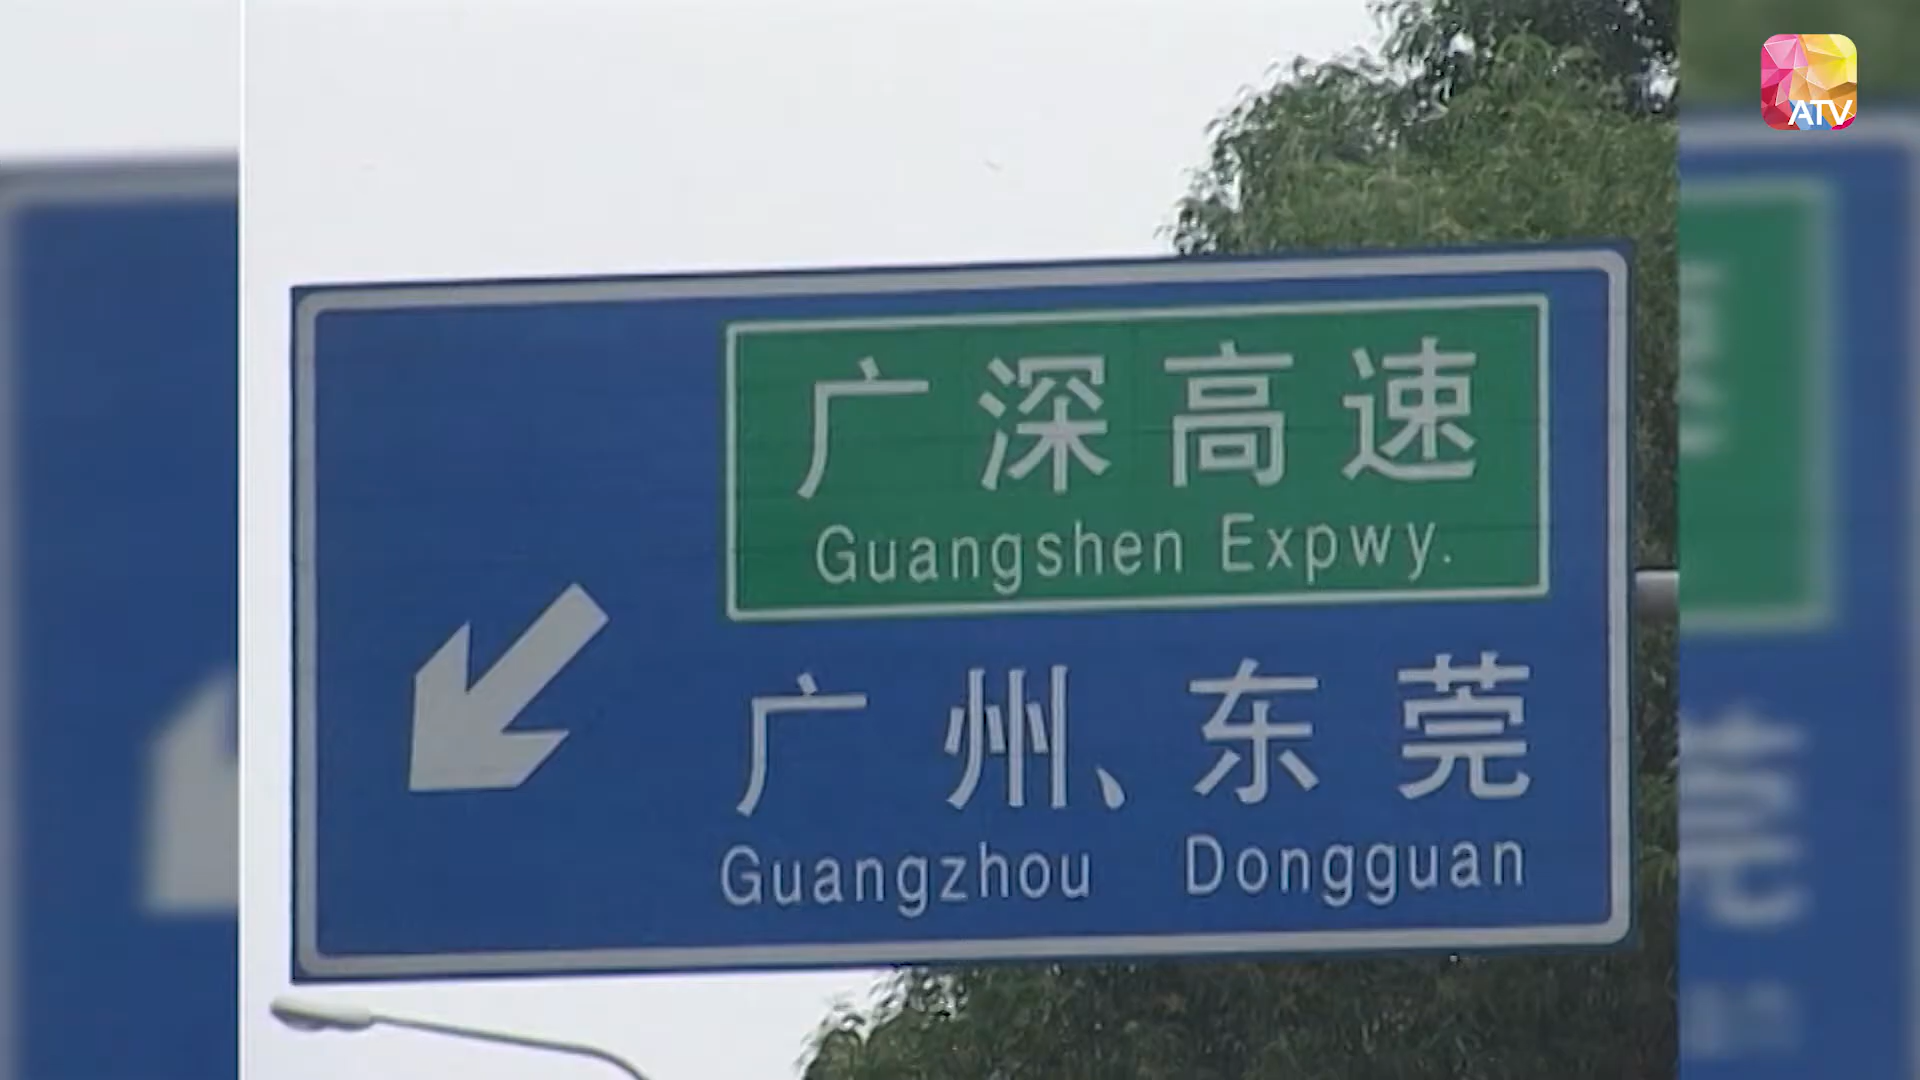 ATV
广深高速
Guangshen Expwy.
广州、东莞
Guangzhou Dongguan